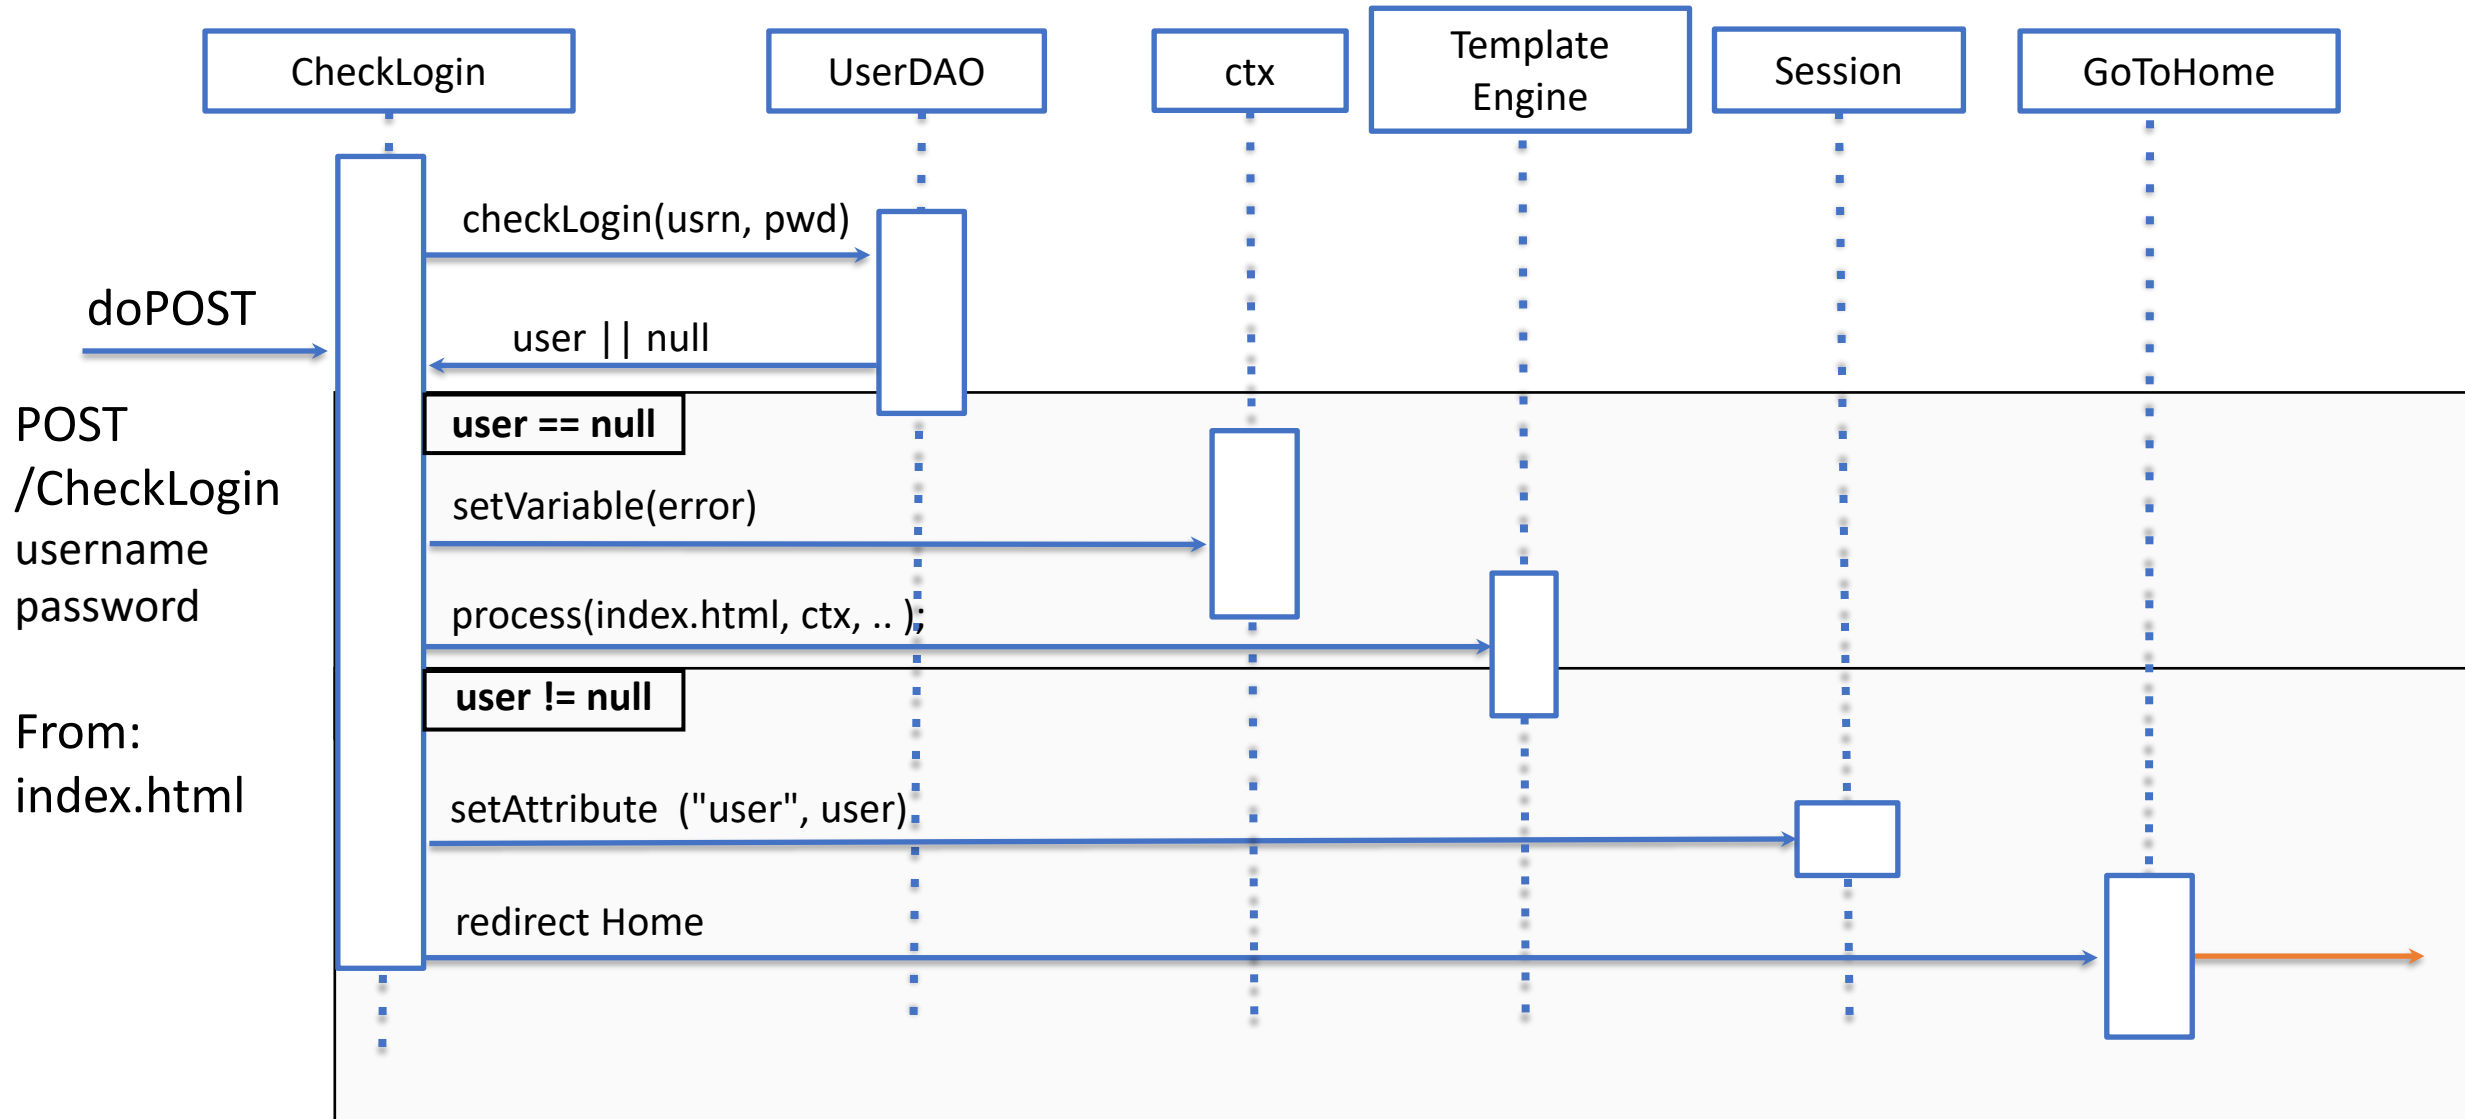 CheckLogin
UserDAO
ctx
Template
Engine
Session
GoToHome
checkLogin(usrn, pwd)
doPOST
user || null
POST
/CheckLogin
username
password
From:
index.html
user == null
setVariable(error)
process(index.html, ctx, .. );
user != null
setAttribute  ("user", user)
redirect Home